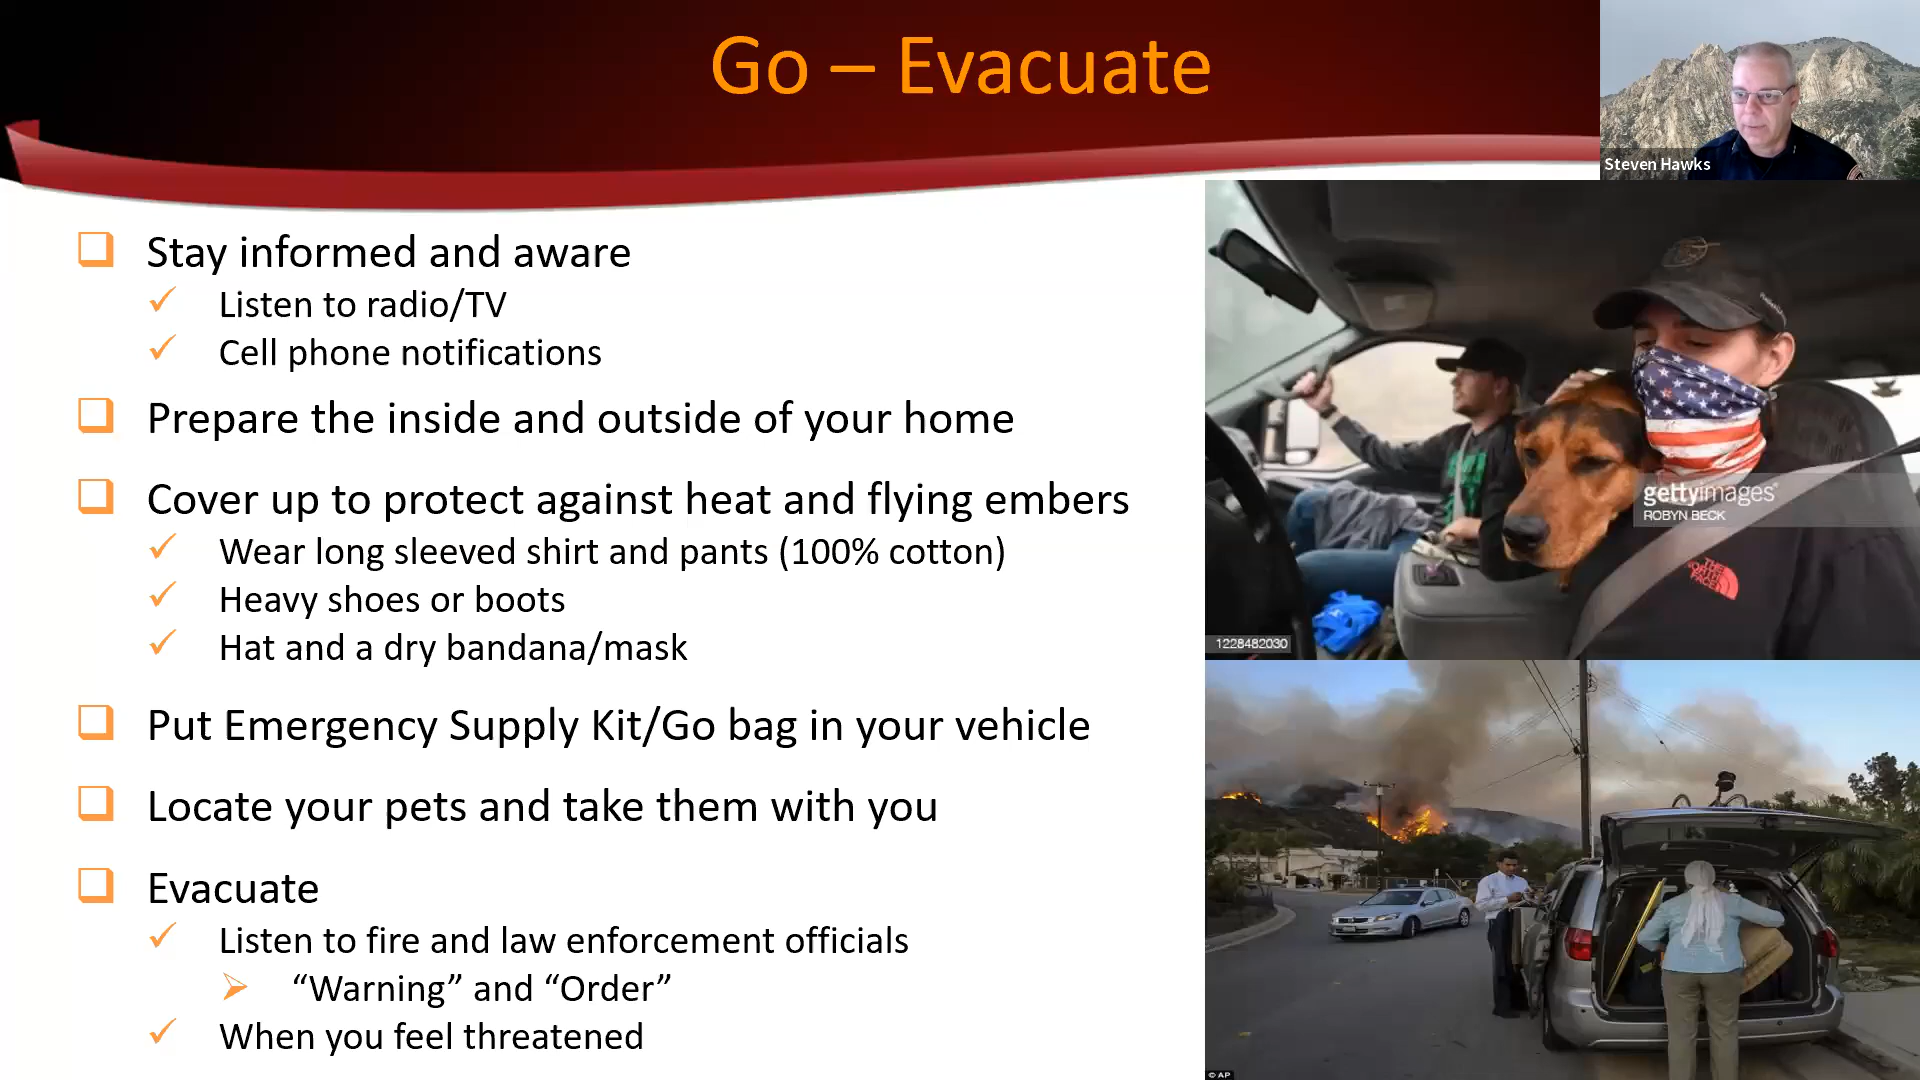 Go – Evacuate
Steven Hawks
Stay informed and aware
Listen to radio/TV
Cell phone notifications
Prepare the inside and outside of your home
Cover up to protect against heat and flying embers
Wear long sleeved shirt and pants (100% cotton)
Heavy shoes or boots
Hat and a dry bandana/mask
Put Emergency Supply Kit/Go bag in your vehicle
Locate your pets and take them with you
Evacuate
Listen to fire and law enforcement officials
“Warning” and “Order”
When you feel threatened
gettyimages®
ROBYN BECK
THE
NORTH
FACE
1228482030
© AP